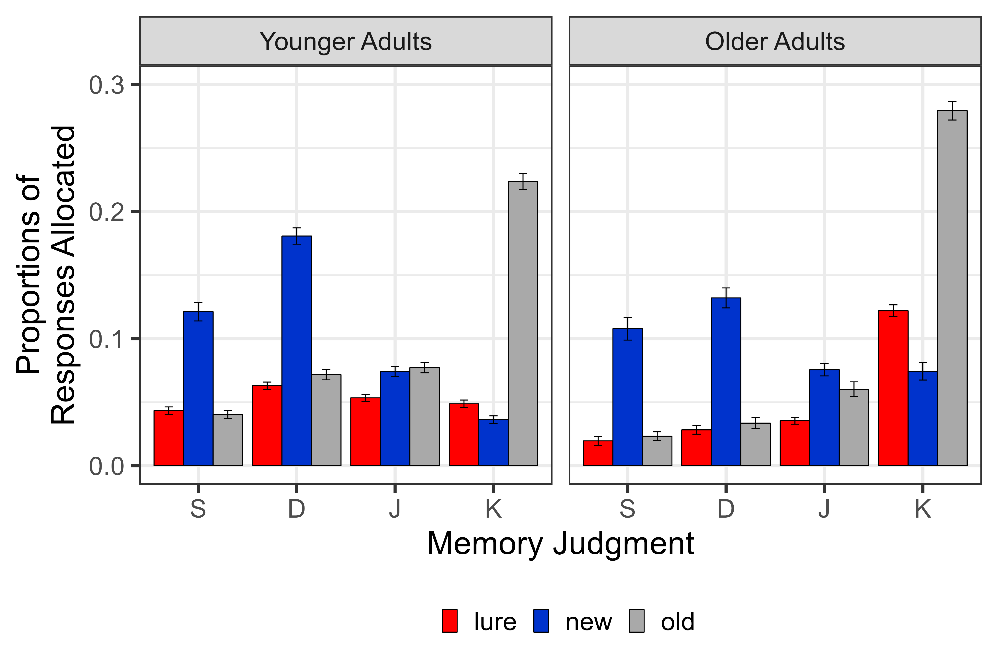 Younger Adults
Older Adults
Proportions of
Responses Allocated
0.3
0.2
0.1
0.0
S D J K
S D J K
Memory Judgment
lure new old